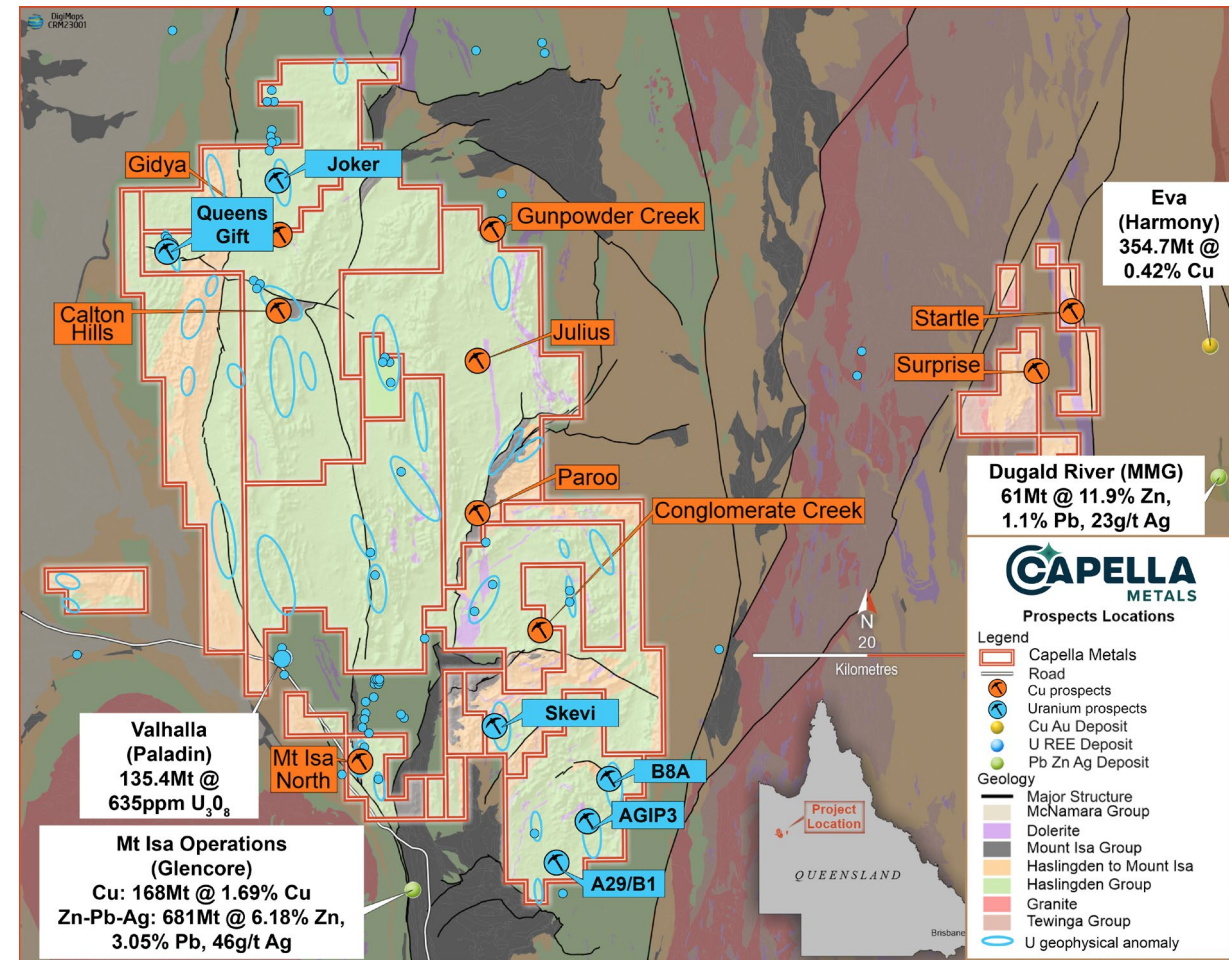 DigiMaps
CRM23001
Gidya
Joker
Queens
Gift
Gunpowder Creek
Calton
Hills
Julius
Paroo
Conglomerate Creek
Startle
Surprise
Eva
(Harmony)
354.7Mt @
0.42% Cu
Dugald River (MMG)
61Mt @ 11.9% Zn,
1.1% Pb, 23g/t Ag
Valhalla
(Paladin)
135.4Mt @
635ppm U3O8
Mt Isa
North
Skevi
B8A
AGIP3
A29/B1
Mt Isa Operations
(Glencore)
Cu: 168Mt @ 1.69% Cu
Zn-Pb-Ag: 681Mt @ 6.18% Zn,
3.05% Pb, 46g/t Ag
N
20
Kilometres
Project
Location
QUEENSLAND
Brisbane
CAPELLA
METALS
Prospects Locations
Legend
Capella Metals
Road
Cu prospects
Uranium prospects
Cu Au Deposit
U REE Deposit
Pb Zn Ag Deposit
Geology
Major Structure
McNamara Group
Dolerite
Mount Isa Group
Haslingden to Mount Isa
Haslingden Group
Granite
Tewinga Group
U geophysical anomaly